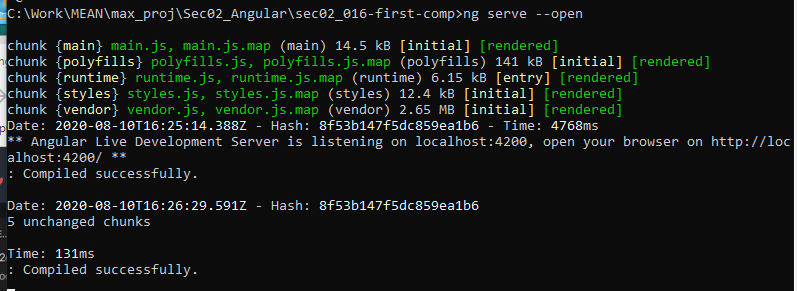 C:\Work\MEAN\max_proj\Sec02_Angular\sec02_016-first-comp>ng serve --open
chunk {main} main.js, main.js.map (main) 14.5 kB [initial] [rendered]
chunk {polyfills} polyfills.js, polyfills.js.map (polyfills) 141 kB [initial] [rendered]
chunk {runtime} runtime.js, runtime.js.map (runtime) 6.15 kB [entry] [rendered]
chunk {styles} styles.js, styles.js.map (styles) 12.4 kB [initial] [rendered]
chunk {vendor} vendor.js, vendor.js.map (vendor) 2.65 MB [initial] [rendered]
Date: 2020-08-10T16:25:14.388Z - Hash: 8f53b147f5dc859ea1b6 - Time: 4768ms
** Angular Live Development Server is listening on localhost:4200, open your browser on http://loc
alhost:4200/ **
: Compiled successfully.
Date: 2020-08-10T16:26:29.591Z - Hash: 8f53b147f5dc859ea1b6
5 unchanged chunks
Time: 131ms
: Compiled successfully.